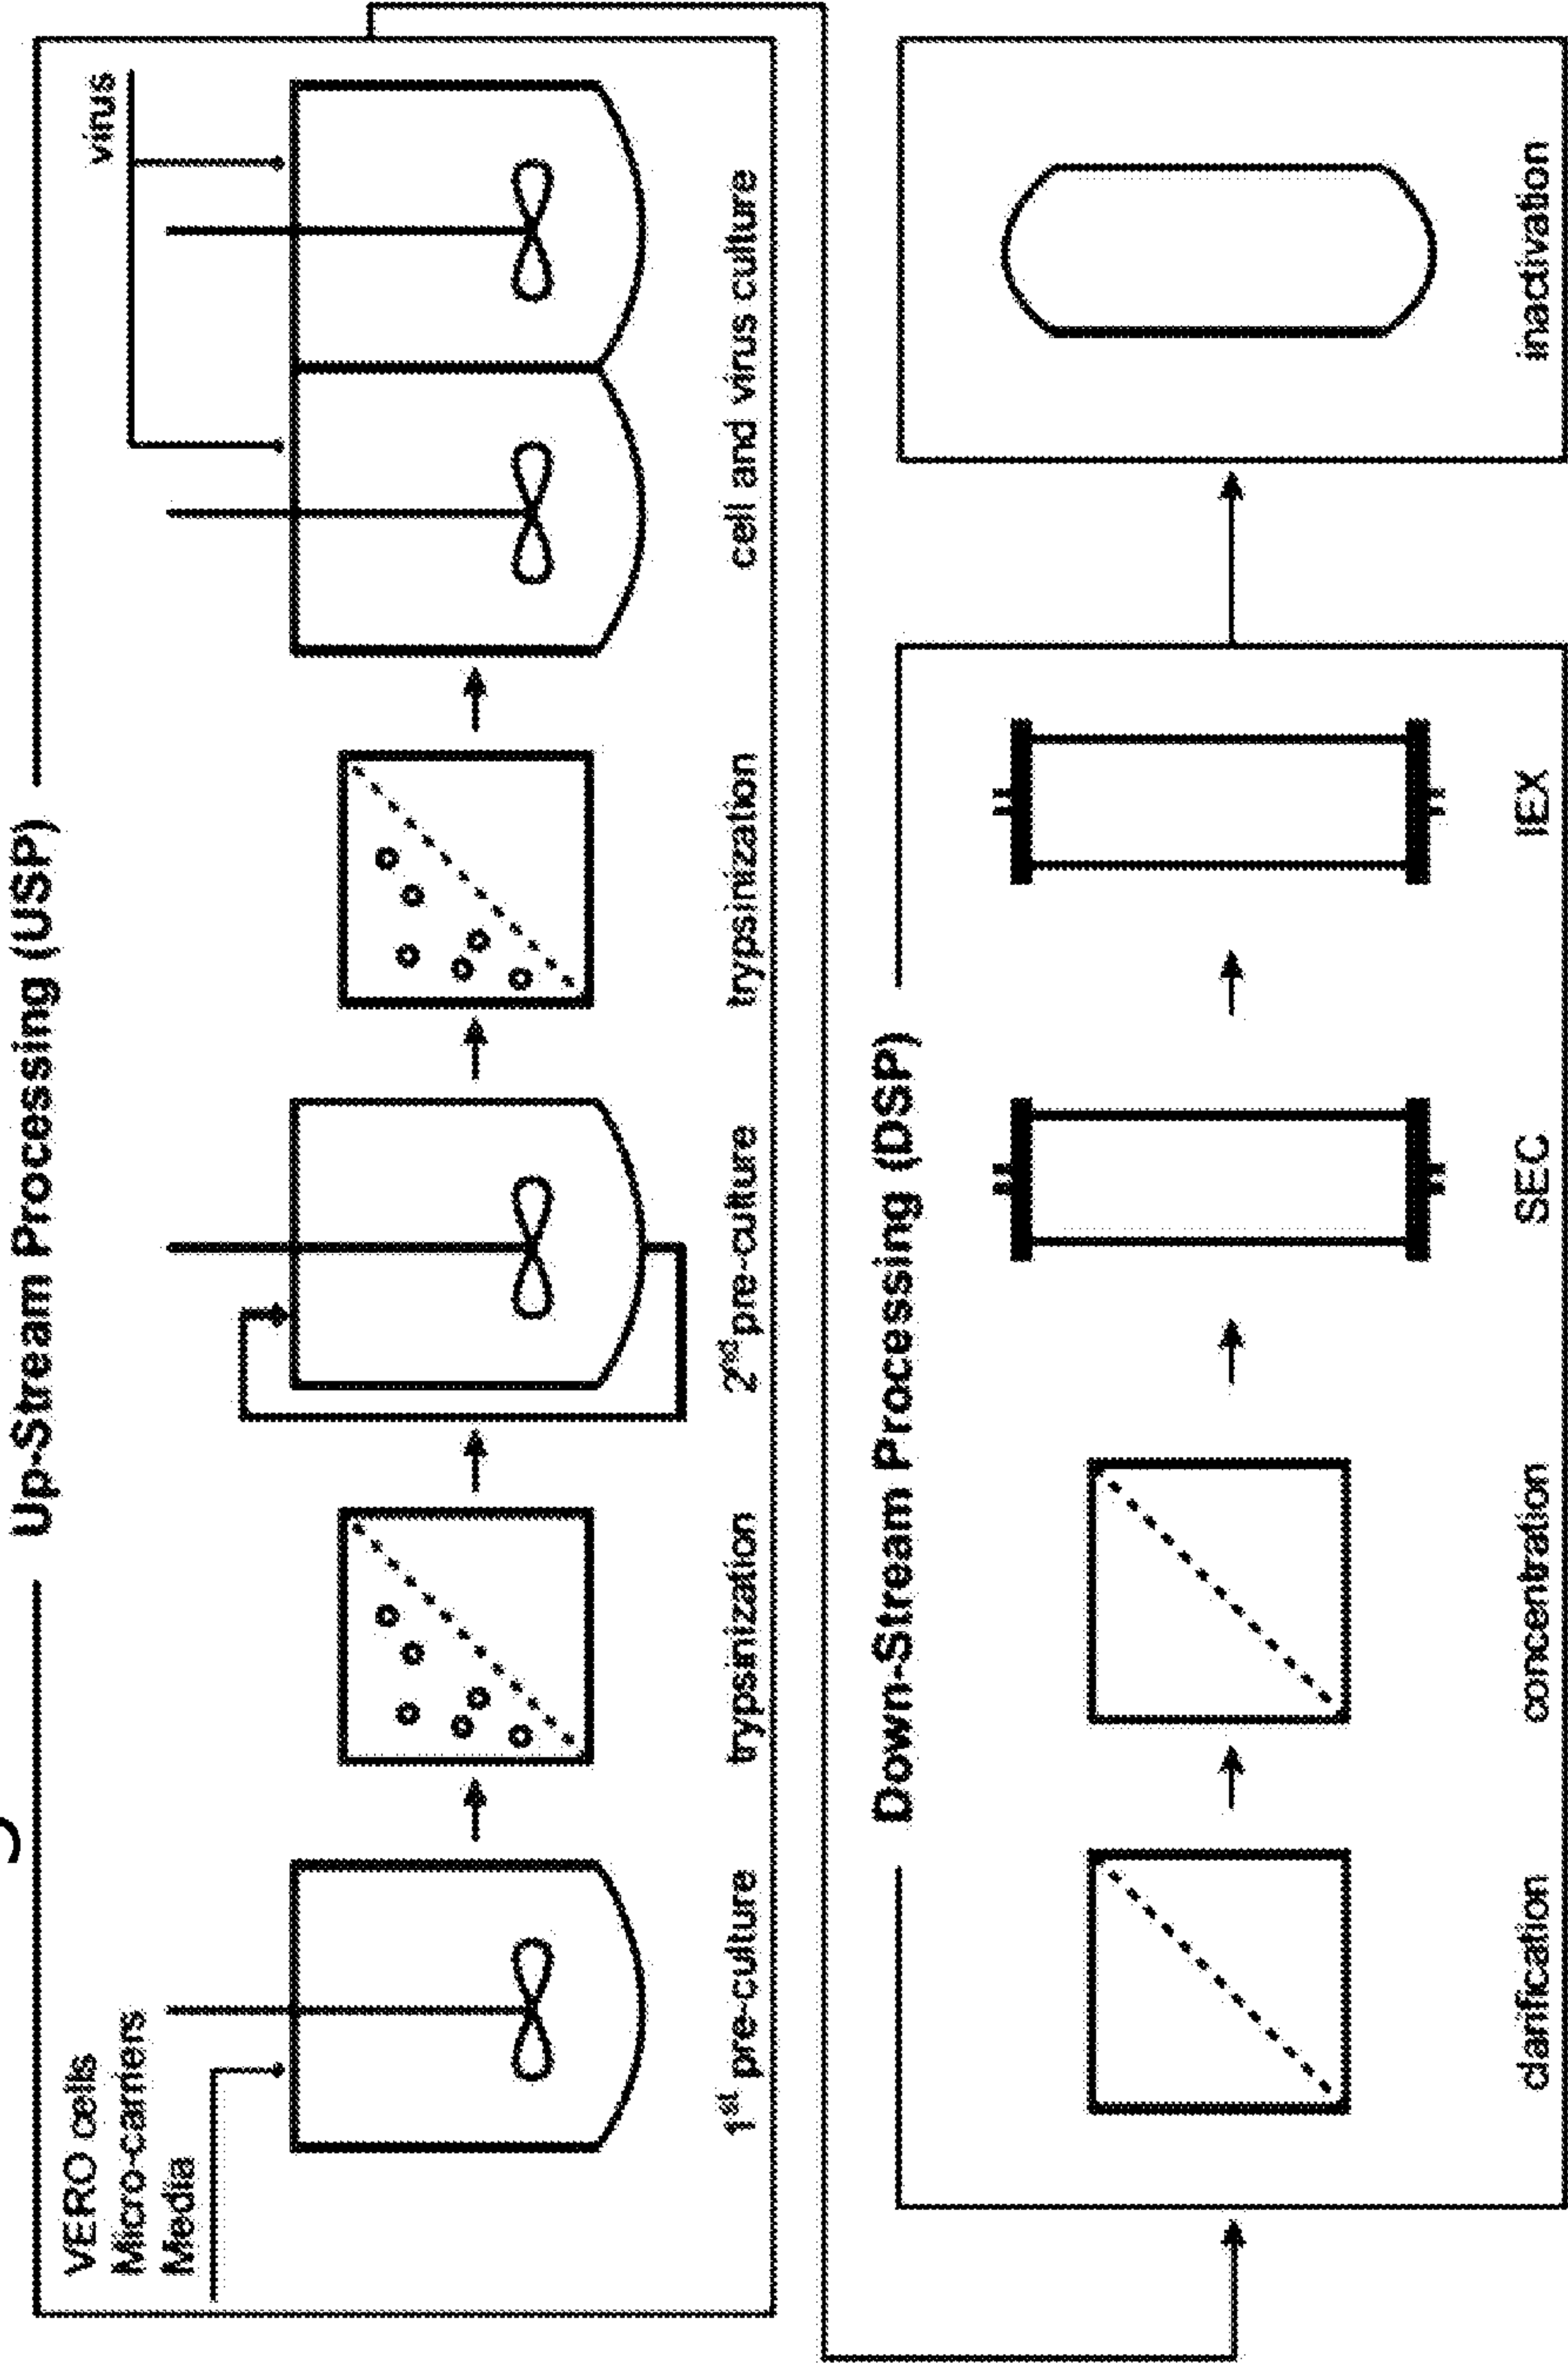 Up-Stream Processing (USP)
VERO cells
Micro-carriers
Media
virus
1st pre-culture
trypsinization
2nd pre-culture
trypsinization
cell and virus culture
Down-Stream Processing (DSP)
clarification
concentration
SEC
IEX
inactivation